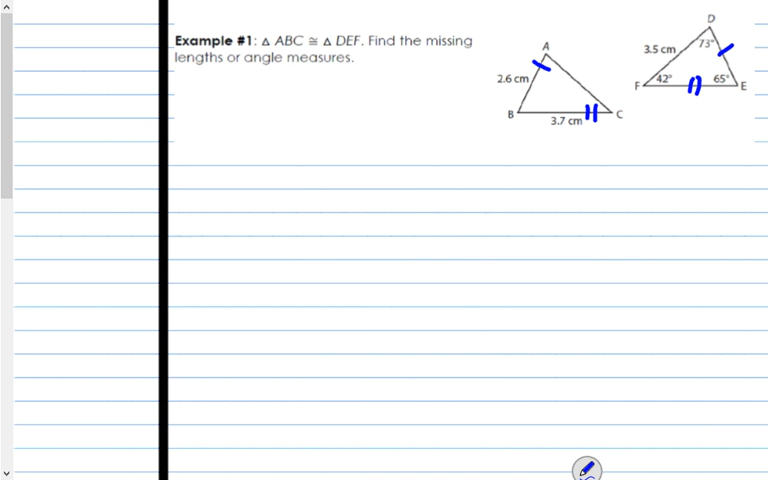 Example #1: △ ABC ≅ △ DEF. Find the missing
lengths or angle measures.
A
2.6 cm
B
3.7 cm
C
D
73°
3.5 cm
F
42°
65°
E